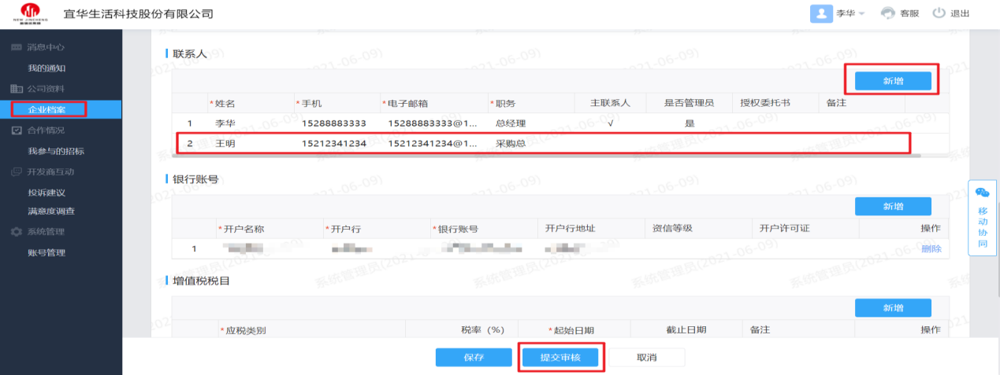 NEW JINCHENG
宜华生活科技股份有限公司
李华 客服 退出
消息中心
我的通知
公司资料
企业档案
合作情况
我参与的招标
开发商互动
投诉建议
满意度调查
系统管理
账号管理
联系人
新增
*姓名 *手机 *电子邮箱 *职务 主联系人 是否管理员 授权委托书 备注
1 李华 15288883333 15288883333@1... 总经理 √ 是
2 王明 15212341234 15212341234@1... 采购总
银行账号
新增
*开户名称 *开户行 *银行账号 开户行地址 资信等级 开户许可证 操作
1 删除
增值税税目
新增
*应税类别 税率（%） *起始日期 截止日期 备注 操作
保存 提交审核 取消
移动协同
系统管理员(2021-06-09)